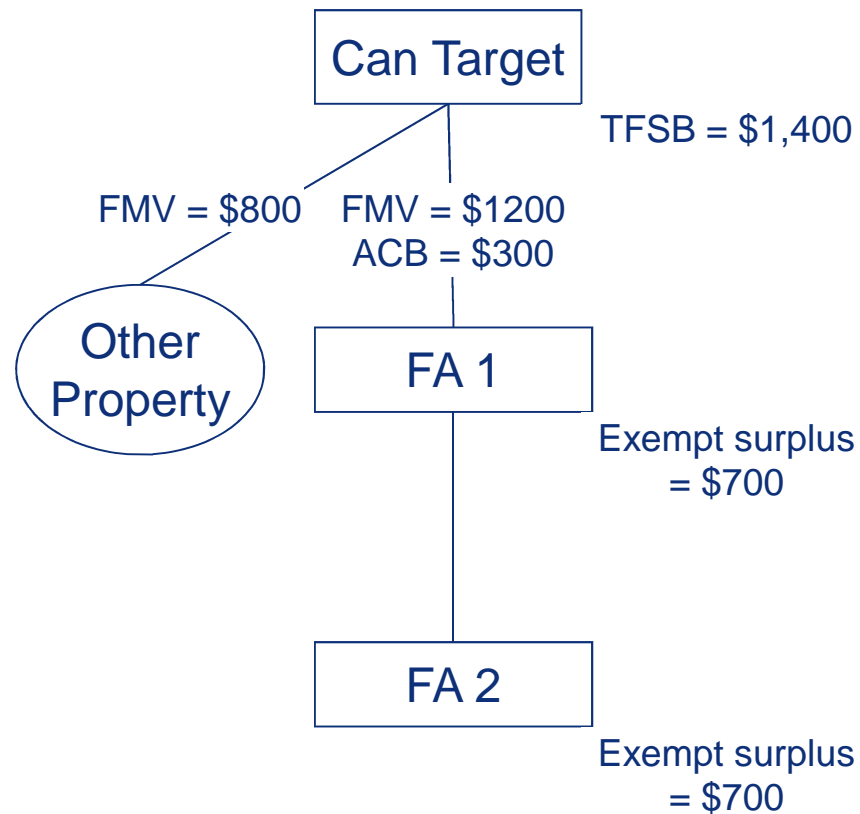 Can Target
TFSB = $1,400
FMV = $800
FMV = $1200
ACB = $300
Other
Property
FA 1
Exempt surplus
= $700
FA 2
Exempt surplus
= $700